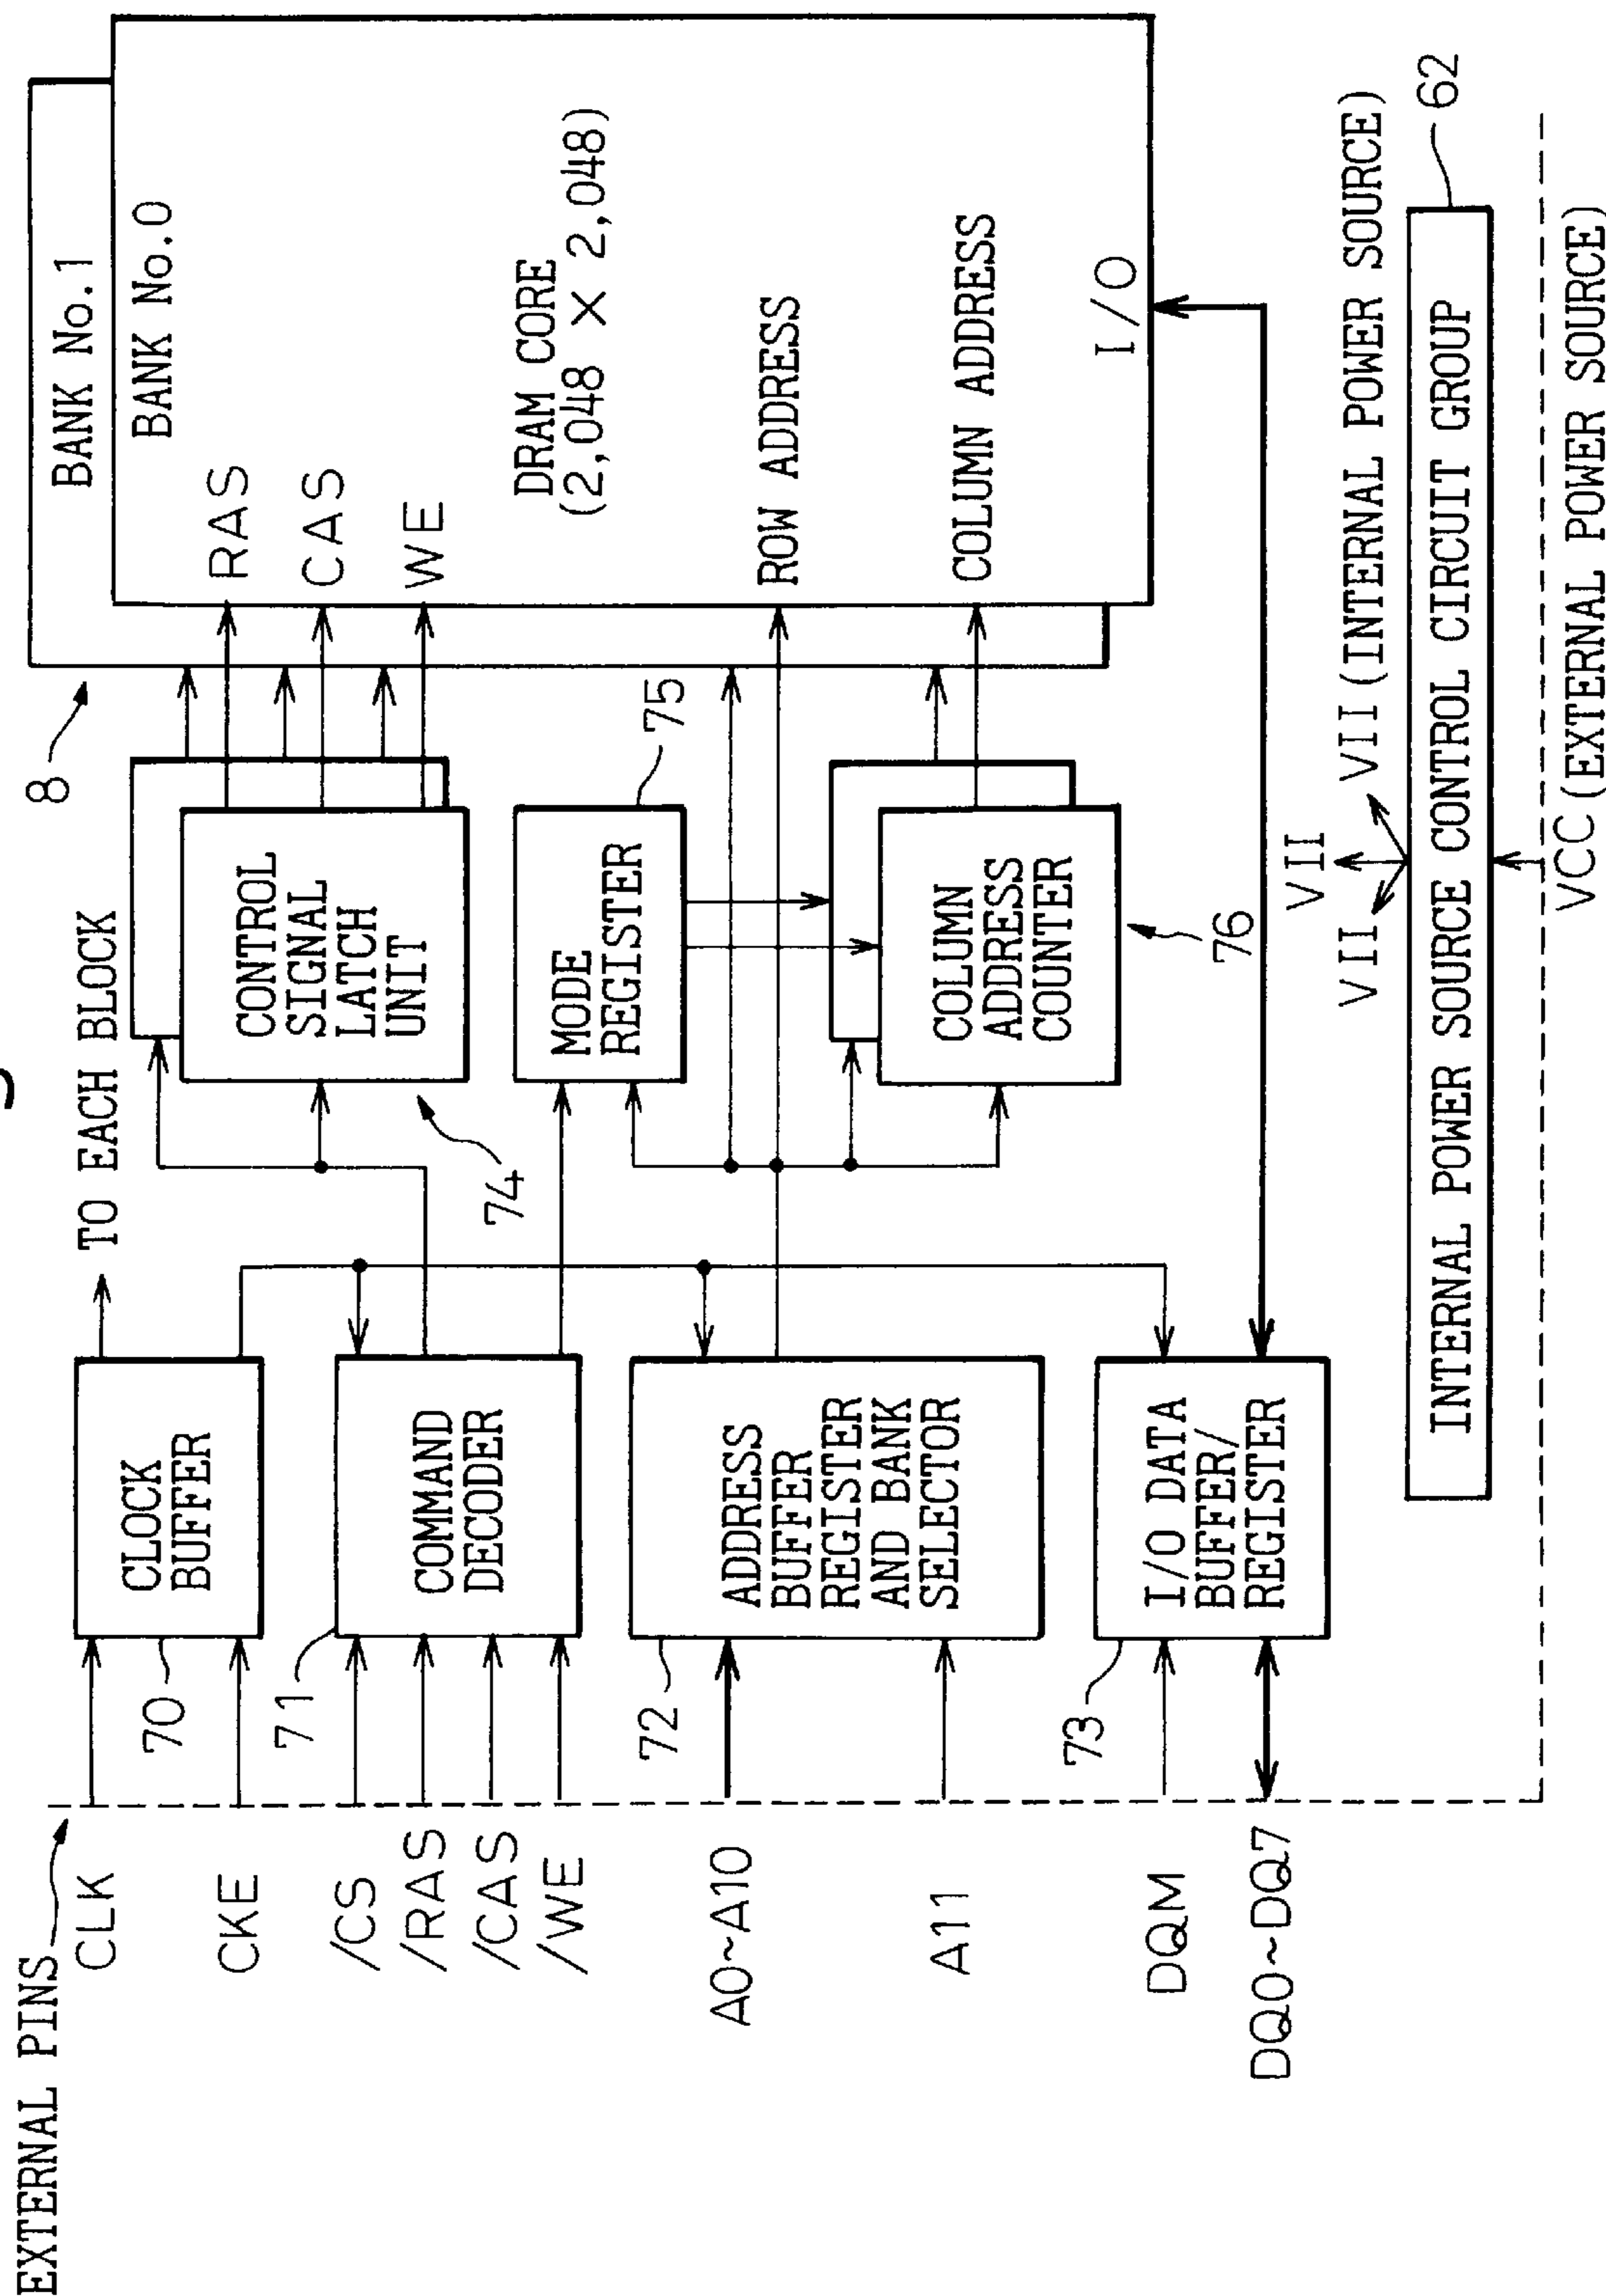 EXTERNAL PINS
CLK
CKE
/CS
/RAS
/CAS
/WE
A0~A10
A11
DQM
DQ0~DQ7
CLOCK
BUFFER
70
COMMAND
DECODER
71
ADDRESS
BUFFER
REGISTER
AND BANK
SELECTOR
72
I/O DATA
BUFFER/
REGISTER
73
TO EACH BLOCK
CONTROL
SIGNAL
LATCH
UNIT
74
MODE
REGISTER
75
COLUMN
ADDRESS
COUNTER
76
8
BANK No.1
BANK No.0
RAS
CAS
WE
DRAM CORE
(2,048 × 2,048)
ROW ADDRESS
COLUMN ADDRESS
I/O
VII
VII
VII (INTERNAL POWER SOURCE)
INTERNAL POWER SOURCE CONTROL CIRCUIT GROUP
62
VCC (EXTERNAL POWER SOURCE)